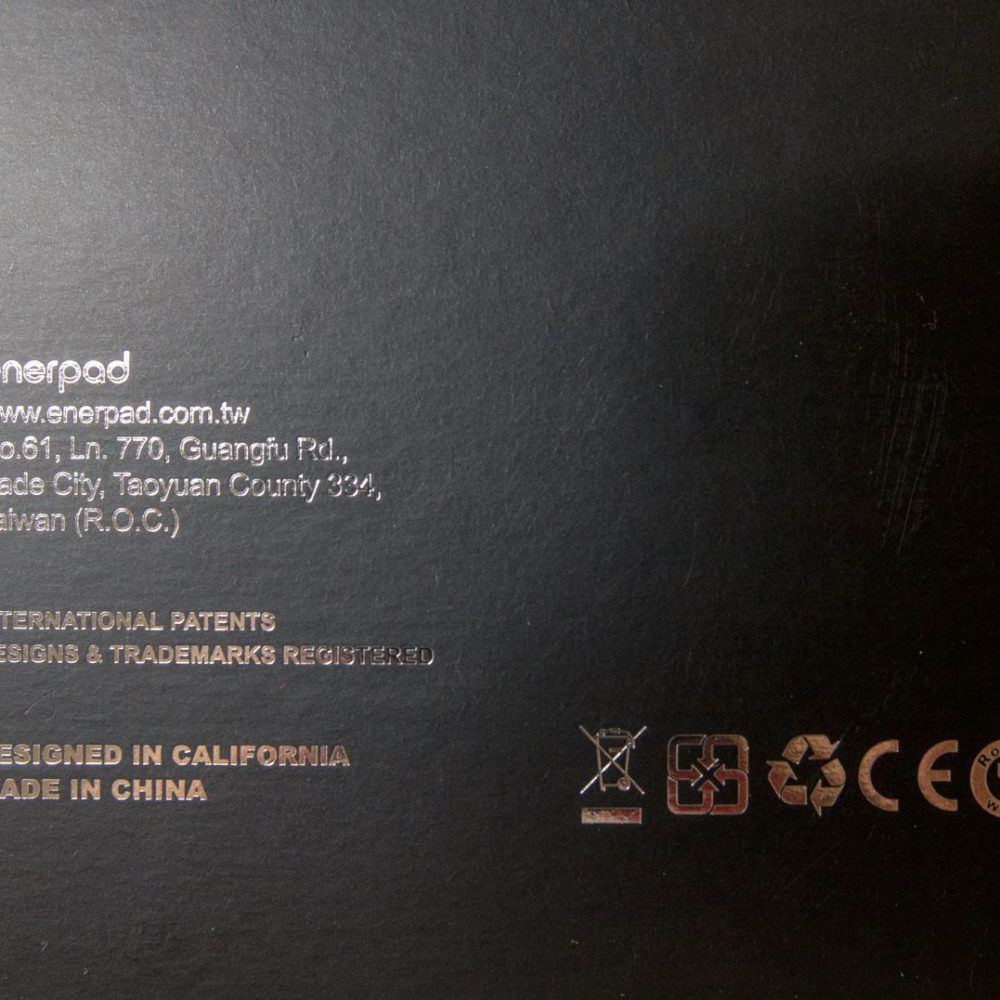 enerpad
www.enerpad.com.tw
o.61, Ln. 770, Guangfu Rd.,
ade City, Taoyuan County 334,
aiwan (R.O.C.)
TERNATIONAL PATENTS
ESIGNS & TRADEMARKS REGISTERED
ESIGNED IN CALIFORNIA
ADE IN CHINA
CE